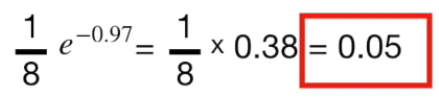 1/8 e^−0.97 = 1/8 × 0.38 = 0.05